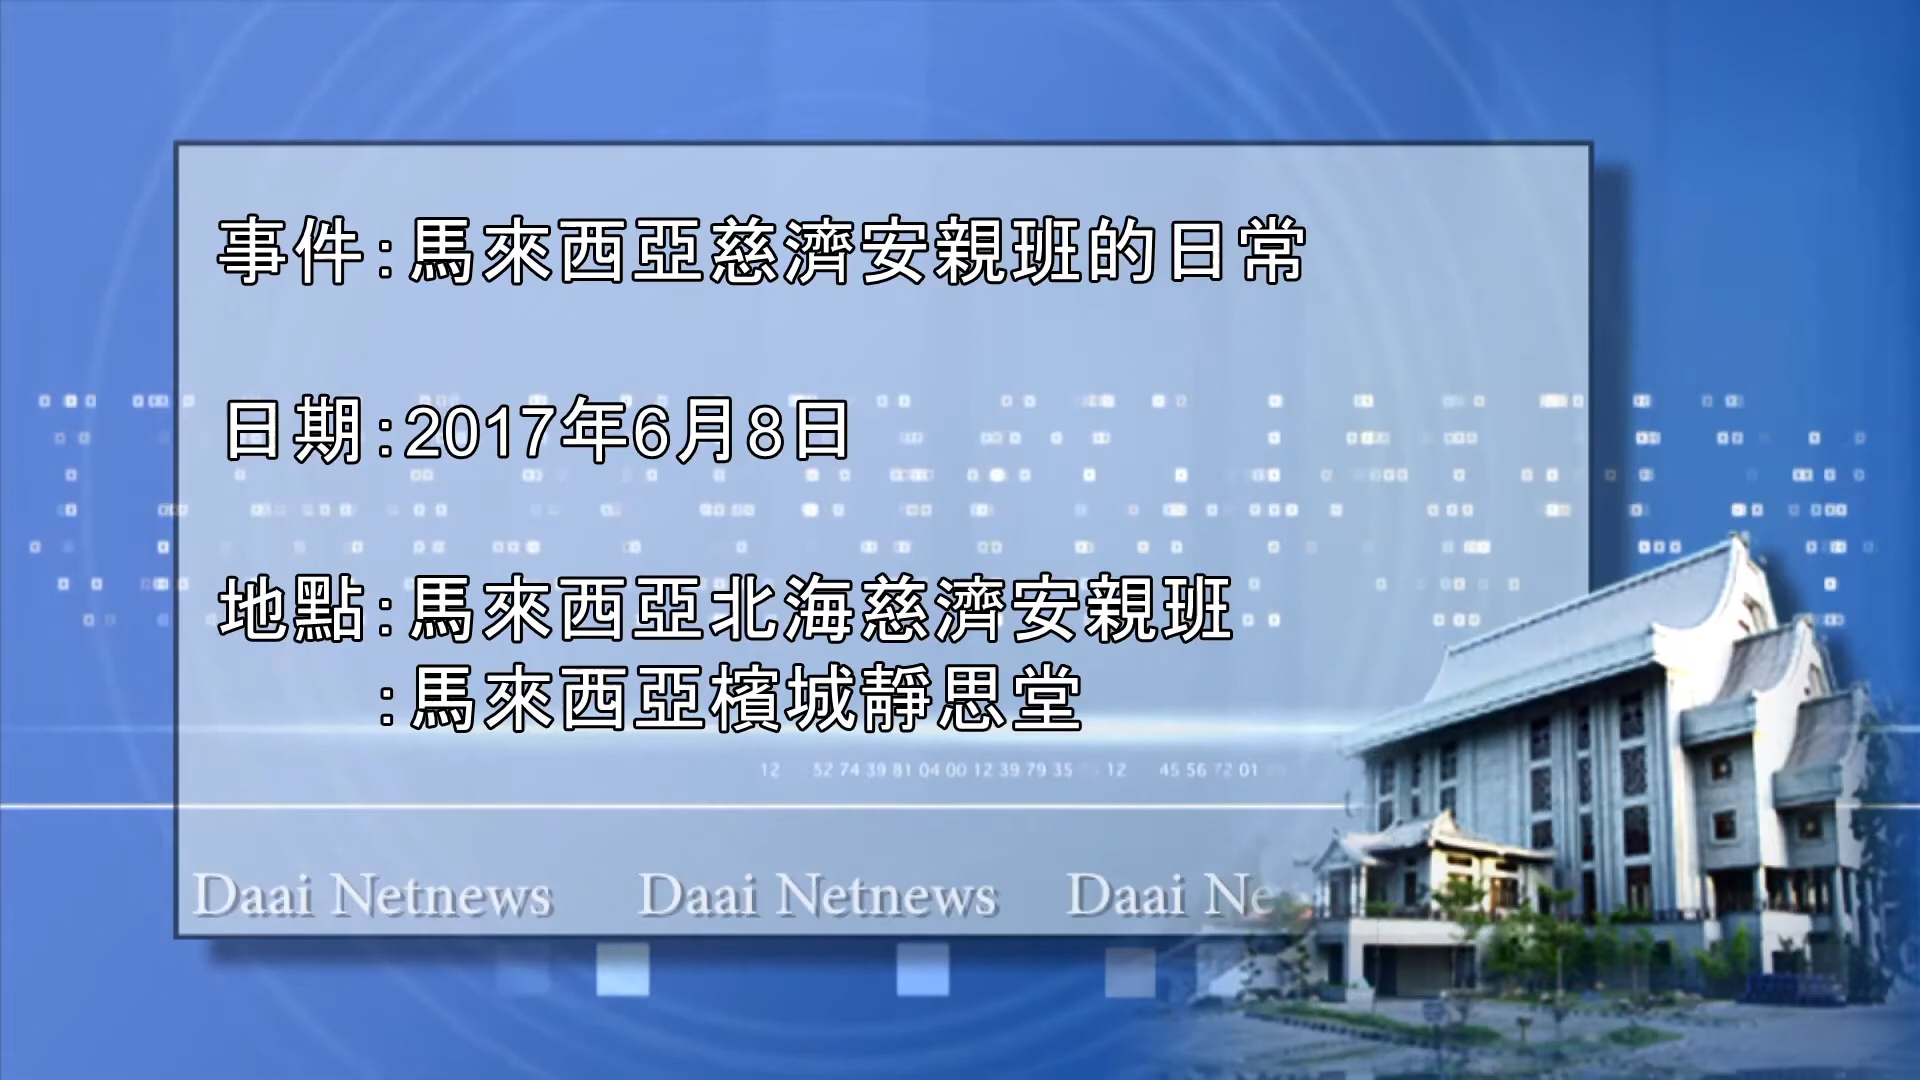 事件:馬來西亞慈濟安親班的日常
日期:2017年6月8日
地點:馬來西亞北海慈濟安親班
:馬來西亞檳城靜思堂
12 52 74 39 81 04 00 12 39 79 35 12 45 56 72 01
Daai Netnews Daai Netnews Daai Ne